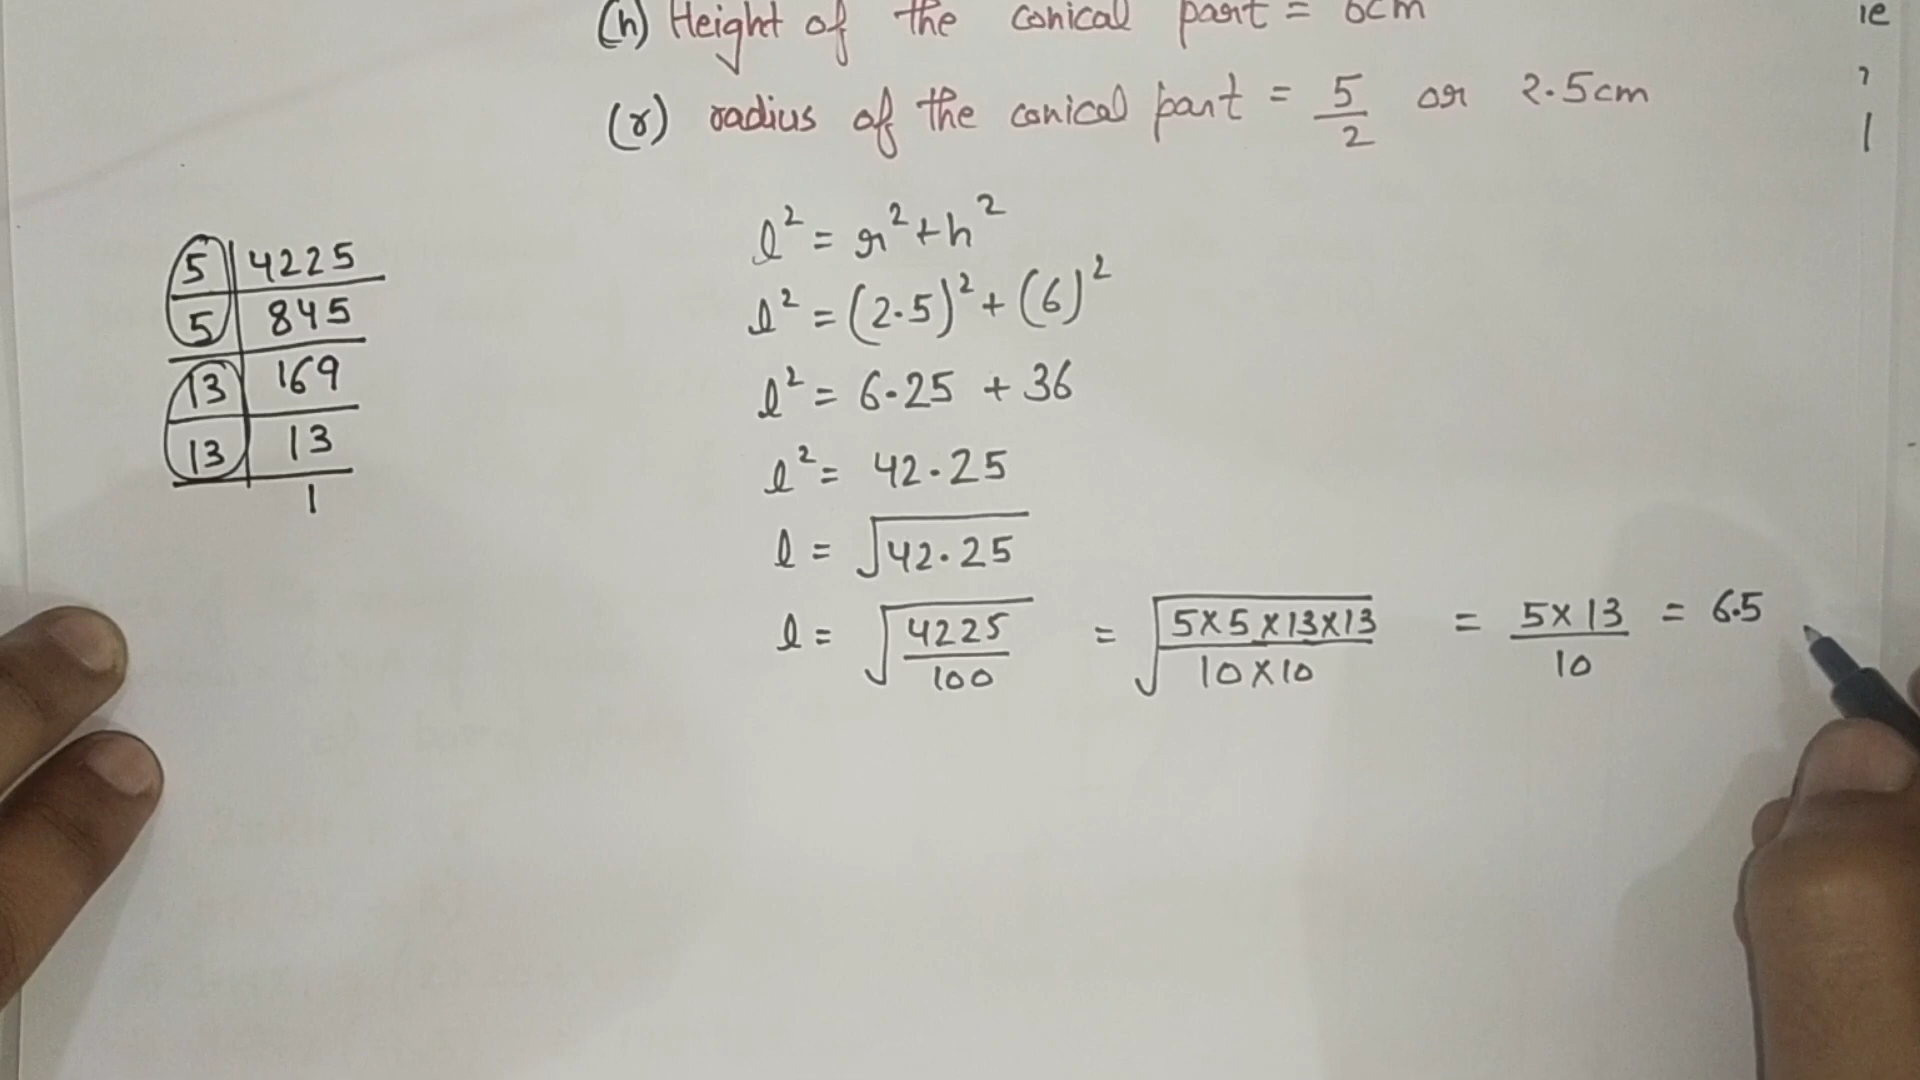 (h) Height of the conical part = 6cm
(r) radius of the conical part = 5/2 or 2.5cm
5 | 4225
5 | 845
13 | 169
13 | 13
1
l² = r² + h²
l² = (2.5)² + (6)²
l² = 6.25 + 36
l² = 42.25
l = √42.25
l = √(4225/100) = √(5×5×13×13/10×10) = 5×13/10 = 6.5